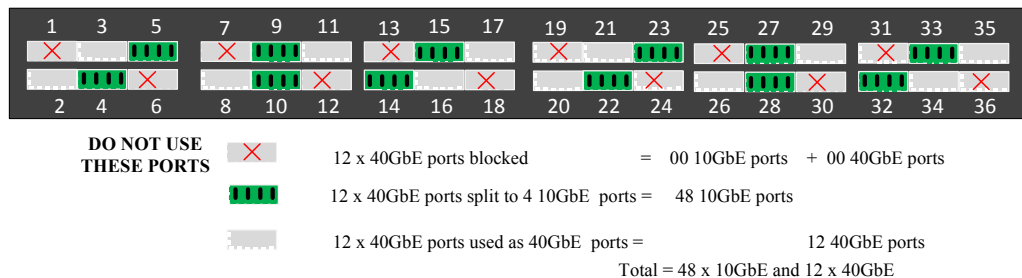 1 3 5 7 9 11 13 15 17 19 21 23 25 27 29 31 33 35
2 4 6 8 10 12 14 16 18 20 22 24 26 28 30 32 34 36
DO NOT USE
THESE PORTS
12 x 40GbE ports blocked = 00 10GbE ports + 00 40GbE ports
12 x 40GbE ports split to 4 10GbE ports = 48 10GbE ports
12 x 40GbE ports used as 40GbE ports = 12 40GbE ports
Total = 48 x 10GbE and 12 x 40GbE